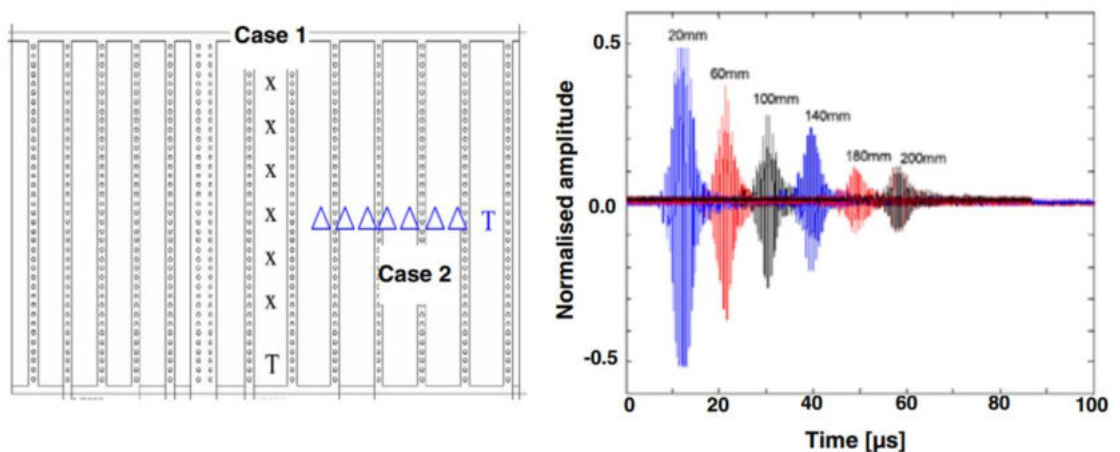 Case 1
X
X
X
X
X
X
T
T
Case 2
Normalised amplitude
0.5
0.0
-0.5
20mm
60mm
100mm
140mm
180mm
200mm
0
20
40
60
80
100
Time [µs]